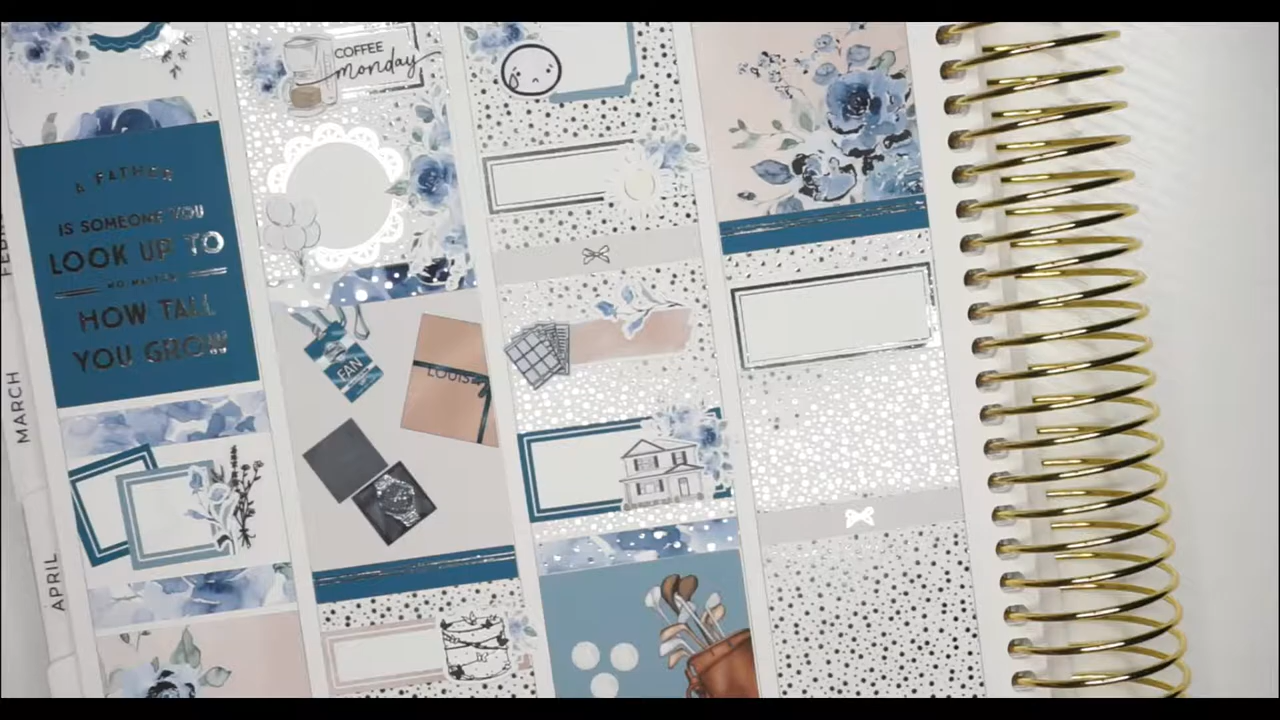 COFFEE
monday
A FATHER
IS SOMEONE YOU
LOOK UP TO
NO MATTER
HOW TALL
YOU GROW
FAN
LOUIS
MARCH
APRIL